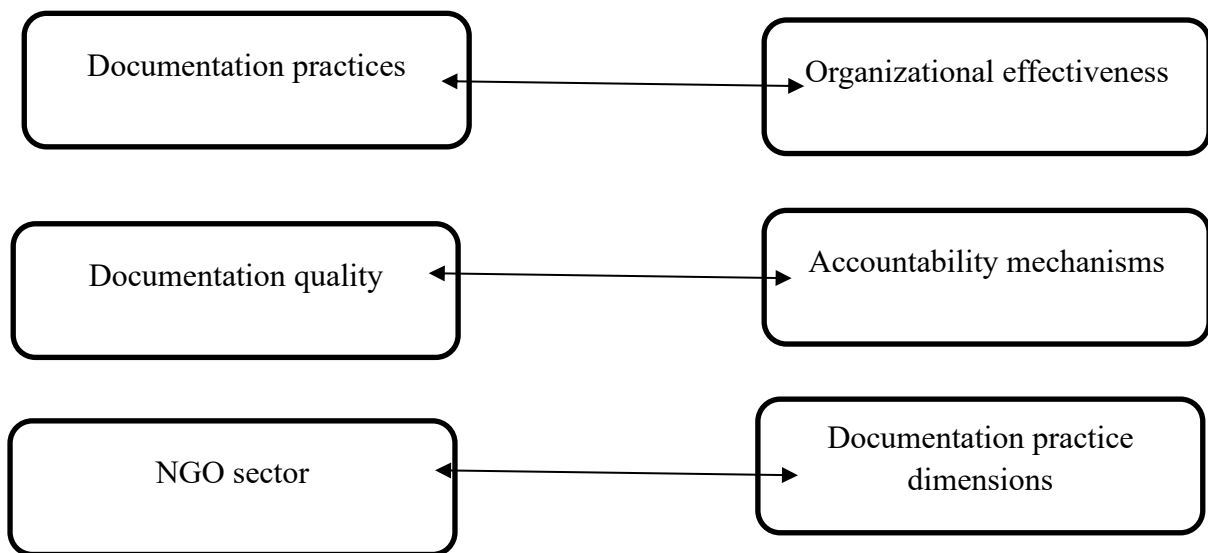 Documentation practices
Organizational effectiveness
Documentation quality
Accountability mechanisms
NGO sector
Documentation practice
dimensions